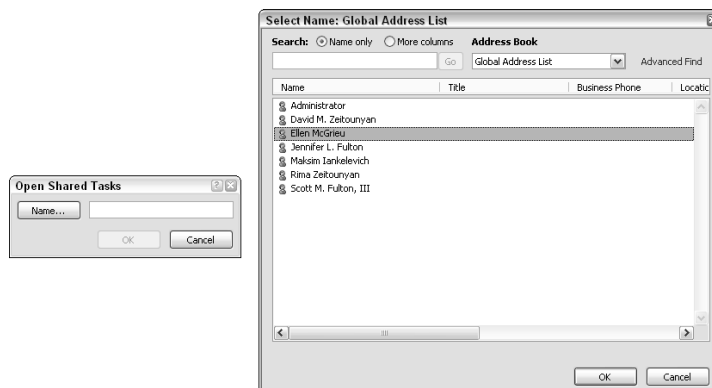 Open Shared Tasks
Name...
OK Cancel
Select Name: Global Address List
Search: Name only More columns Address Book
Go Global Address List Advanced Find
Name Title Business Phone Locatio
Administrator
David M. Zeitounyan
Ellen McGrieu
Jennifer L. Fulton
Maksim Iankelevich
Rima Zeitounyan
Scott M. Fulton, III
OK Cancel